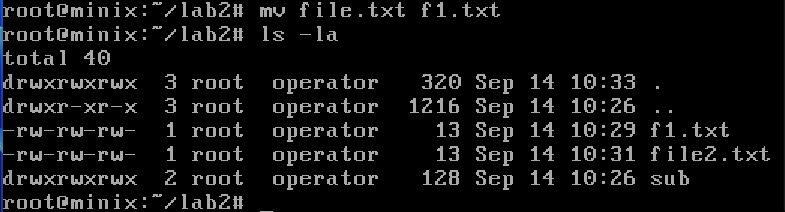 root@minix:~/lab2# mv file.txt f1.txt
root@minix:~/lab2# ls -la
total 40
drwxrwxrwx  3 root  operator   320 Sep 14 10:33 .
drwxr-xr-x  3 root  operator  1216 Sep 14 10:26 ..
-rw-rw-rw-  1 root  operator    13 Sep 14 10:29 f1.txt
-rw-rw-rw-  1 root  operator    13 Sep 14 10:31 file2.txt
drwxrwxrwx  2 root  operator   128 Sep 14 10:26 sub
root@minix:~/lab2# _